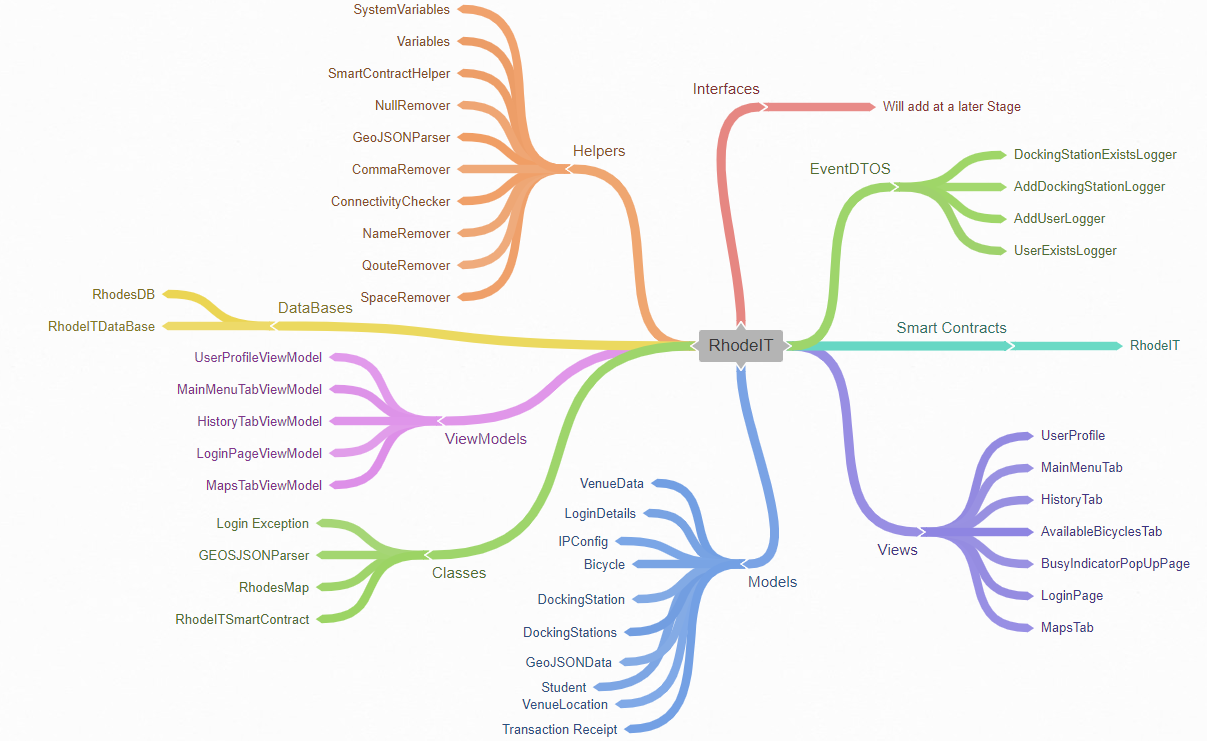 RhodeIT
Interfaces
Will add at a later Stage
EventDTOS
DockingStationExistsLogger
AddDockingStationLogger
AddUserLogger
UserExistsLogger
Smart Contracts
RhodeIT
Views
UserProfile
MainMenuTab
HistoryTab
AvailableBicyclesTab
BusyIndicatorPopUpPage
LoginPage
MapsTab
Helpers
SystemVariables
Variables
SmartContractHelper
NullRemover
GeoJSONParser
CommaRemover
ConnectivityChecker
NameRemover
QouteRemover
SpaceRemover
DataBases
RhodesDB
RhodeITDataBase
ViewModels
UserProfileViewModel
MainMenuTabViewModel
HistoryTabViewModel
LoginPageViewModel
MapsTabViewModel
Classes
Login Exception
GEOSJSONParser
RhodesMap
RhodeITSmartContract
Models
VenueData
LoginDetails
IPConfig
Bicycle
DockingStation
DockingStations
GeoJSONData
Student
VenueLocation
Transaction Receipt